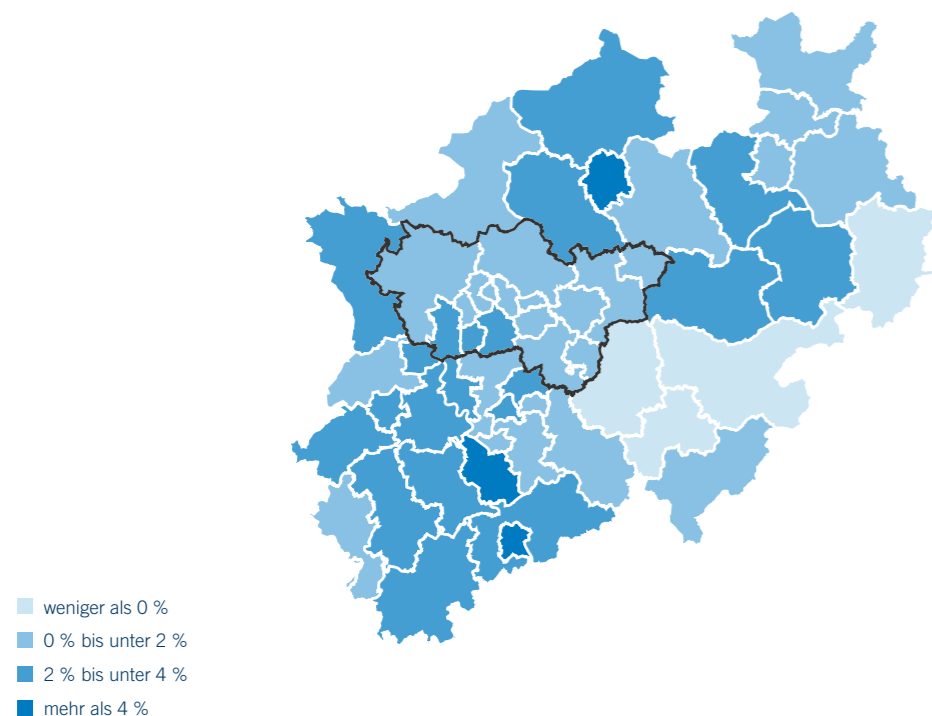 weniger als 0 %
0 % bis unter 2 %
2 % bis unter 4 %
mehr als 4 %